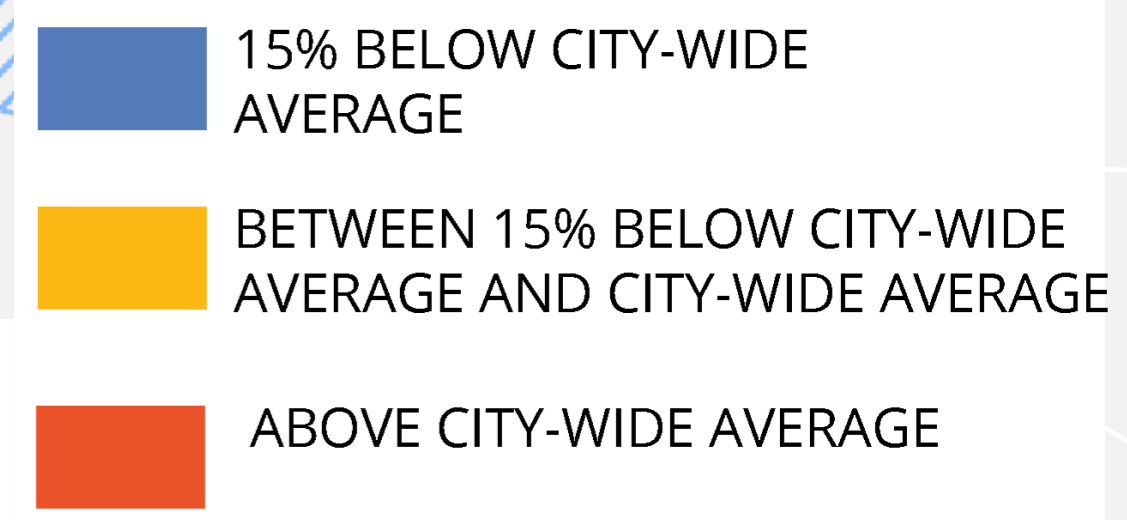 15% BELOW CITY-WIDE
AVERAGE
BETWEEN 15% BELOW CITY-WIDE
AVERAGE AND CITY-WIDE AVERAGE
ABOVE CITY-WIDE AVERAGE